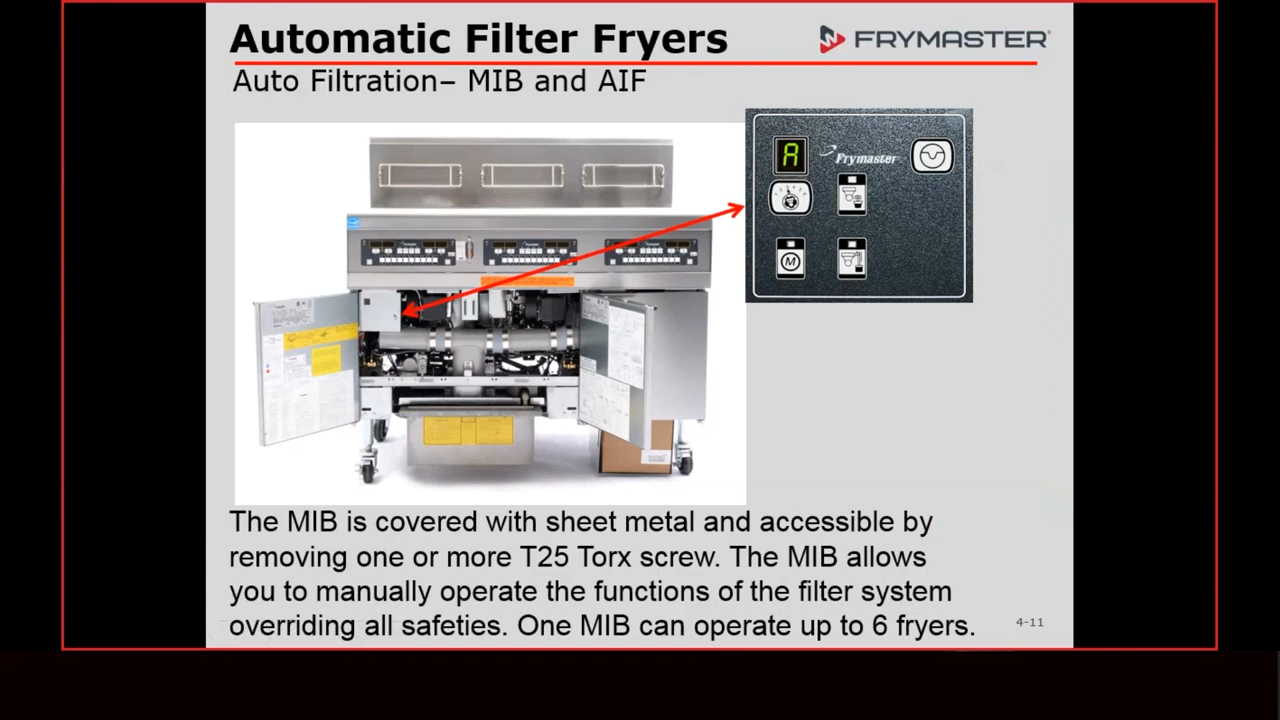 Automatic Filter Fryers
FRYMASTER
Auto Filtration– MIB and AIF
A
Frymaster
M
The MIB is covered with sheet metal and accessible by
removing one or more T25 Torx screw. The MIB allows
you to manually operate the functions of the filter system
overriding all safeties. One MIB can operate up to 6 fryers.
4-11